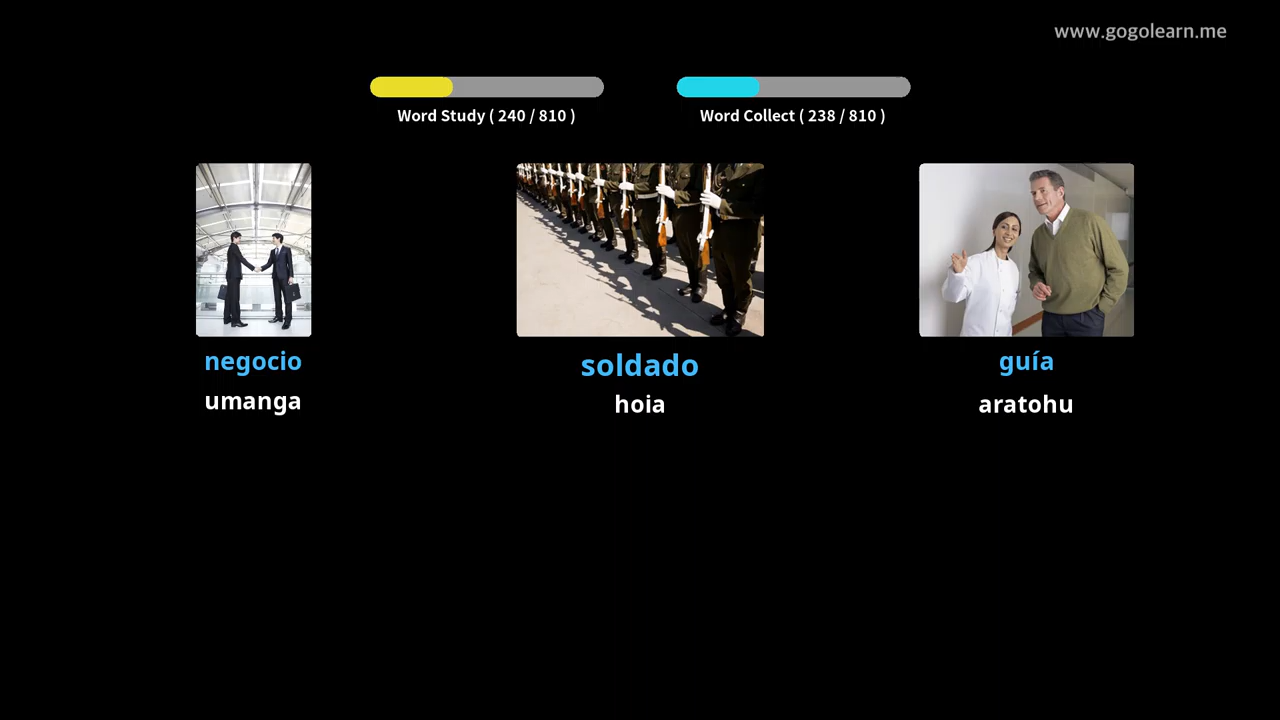 www.gogolearn.me
Word Study ( 240 / 810 )
Word Collect ( 238 / 810 )
negocio
umanga
soldado
hoia
guía
aratohu